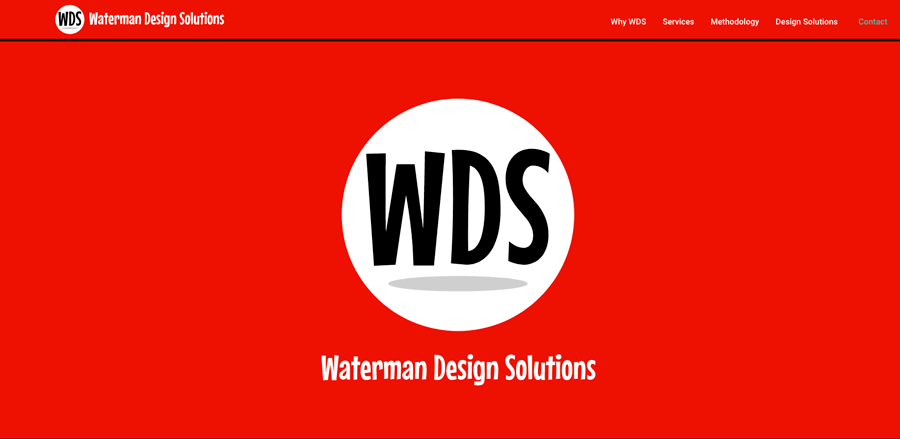 WDS Waterman Design Solutions
Why WDS Services Methodology Design Solutions Contact
WDS
Waterman Design Solutions